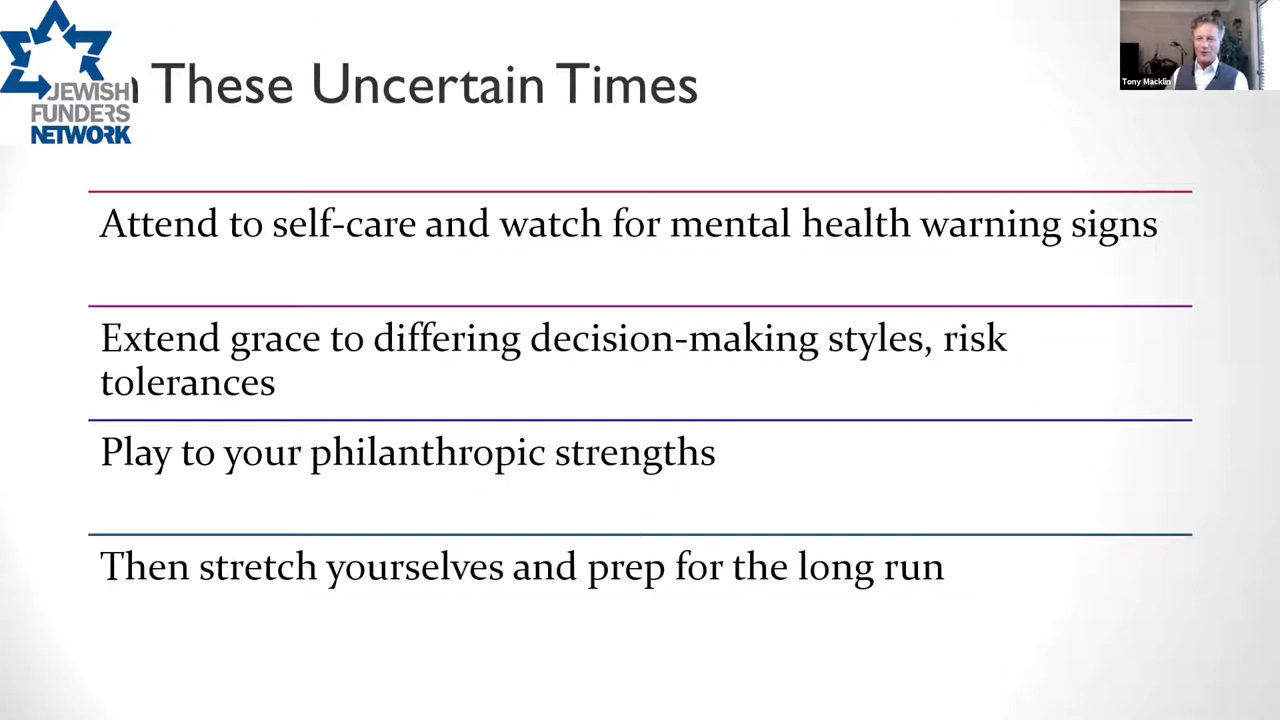 These Uncertain Times
JEWISH
FUNDERS
NETWORK
Tony Macklin
Attend to self-care and watch for mental health warning signs
Extend grace to differing decision-making styles, risk
tolerances
Play to your philanthropic strengths
Then stretch yourselves and prep for the long run